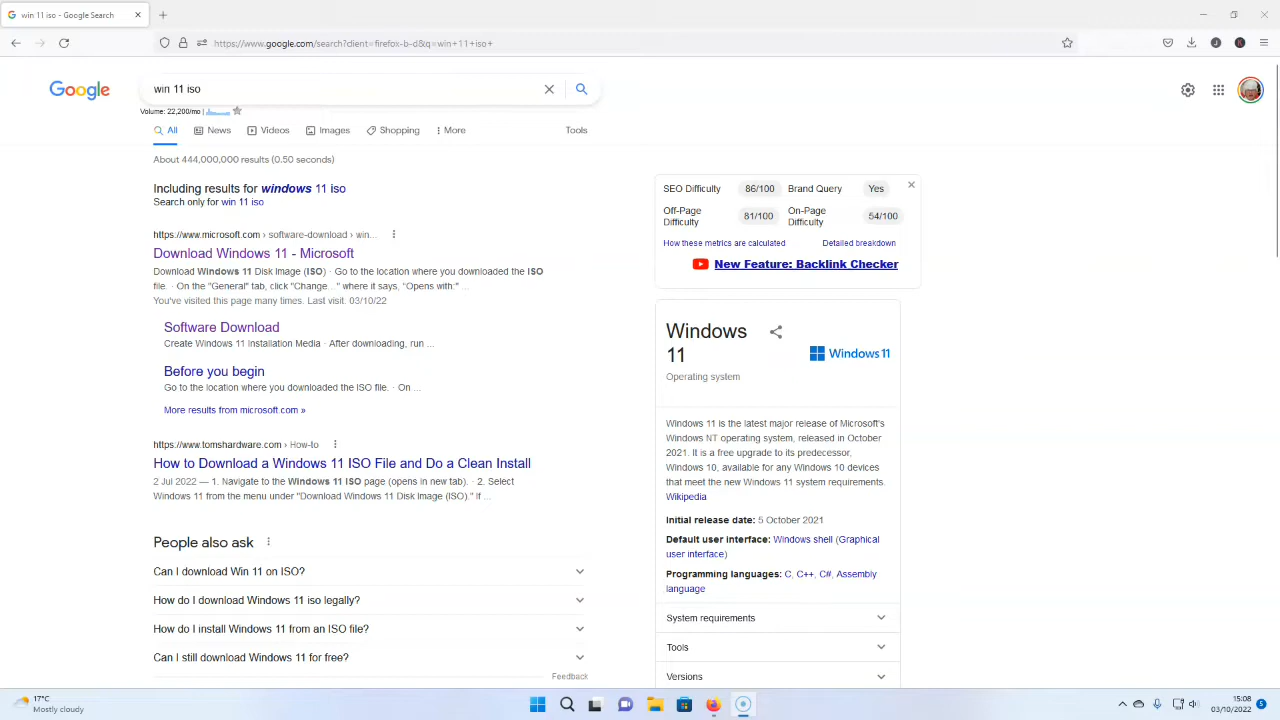 win 11 iso - Google Search
https://www.google.com/search?client=firefox-b-d&q=win+11+iso+
Google
win 11 iso
Volume: 22,200/mo |
All
News
Videos
Images
Shopping
More
Tools
About 444,000,000 results (0.50 seconds)
Including results for windows 11 iso
Search only for win 11 iso
https://www.microsoft.com › software-download › win...
Download Windows 11 - Microsoft
Download Windows 11 Disk Image (ISO) · Go to the location where you downloaded the ISO
file. · On the "General" tab, click "Change. . " where it says, "Opens with:" ...
You've visited this page many times. Last visit: 03/10/22
Software Download
Create Windows 11 Installation Media · After downloading, run ...
Before you begin
Go to the location where you downloaded the ISO file. · On ...
More results from microsoft.com »
https://www.tomshardware.com › How-to
How to Download a Windows 11 ISO File and Do a Clean Install
2 Jul 2022 — 1. Navigate to the Windows 11 ISO page (opens in new tab). · 2. Select
Windows 11 from the menu under "Download Windows 11 Disk Image (ISO)." If ...
People also ask
Can I download Win 11 on ISO?
How do I download Windows 11 iso legally?
How do I install Windows 11 from an ISO file?
Can I still download Windows 11 for free?
Feedback
SEO Difficulty 86/100 Brand Query Yes
Off-Page
Difficulty
81/100
On-Page
Difficulty
54/100
How these metrics are calculated
Detailed breakdown
New Feature: Backlink Checker
Windows
11
Operating system
Windows 11
Windows 11 is the latest major release of Microsoft's
Windows NT operating system, released in October
2021. It is a free upgrade to its predecessor,
Windows 10, available for any Windows 10 devices
that meet the new Windows 11 system requirements.
Wikipedia
Initial release date: 5 October 2021
Default user interface: Windows shell (Graphical
user interface)
Programming languages: C, C++, C#, Assembly
language
System requirements
Tools
Versions
17°C
Mostly cloudy
15:08
03/10/2022
5